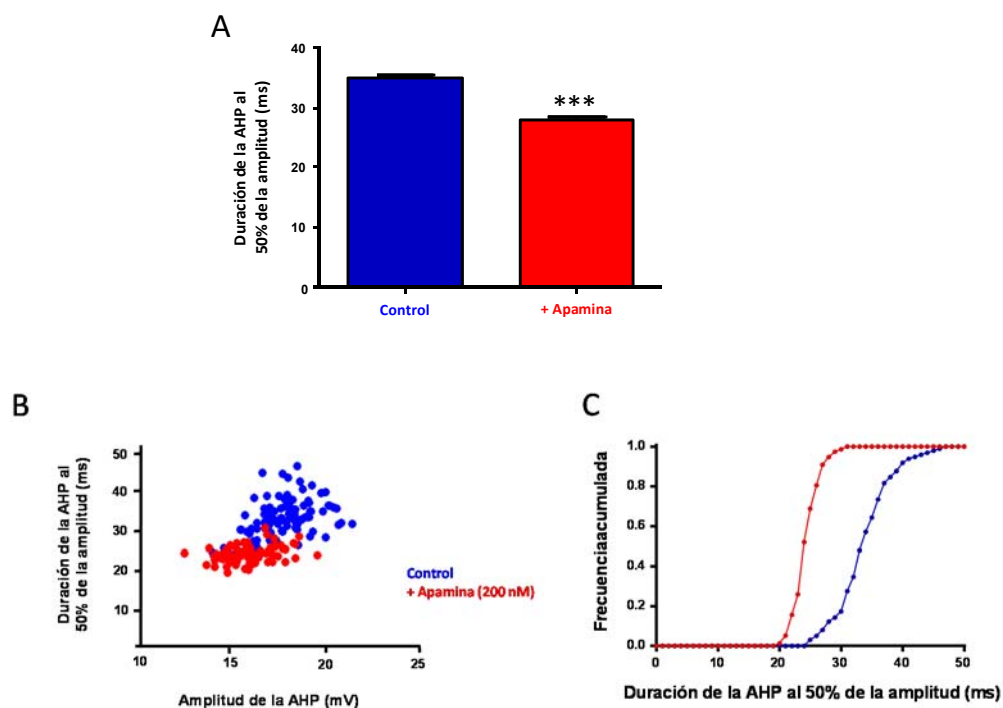 A
Duración de la AHP al
50% de la amplitud (ms)
40
30
20
10
0
***
Control
+ Apamina
B
Duración de la AHP al
50% de la amplitud (ms)
50
40
30
20
10
10
15
20
25
Amplitud de la AHP (mV)
Control
+ Apamina (200 nM)
C
Frecuenciaacumulada
1.0
0.8
0.6
0.4
0.2
0.0
0
10
20
30
40
50
Duración de la AHP al 50% de la amplitud (ms)